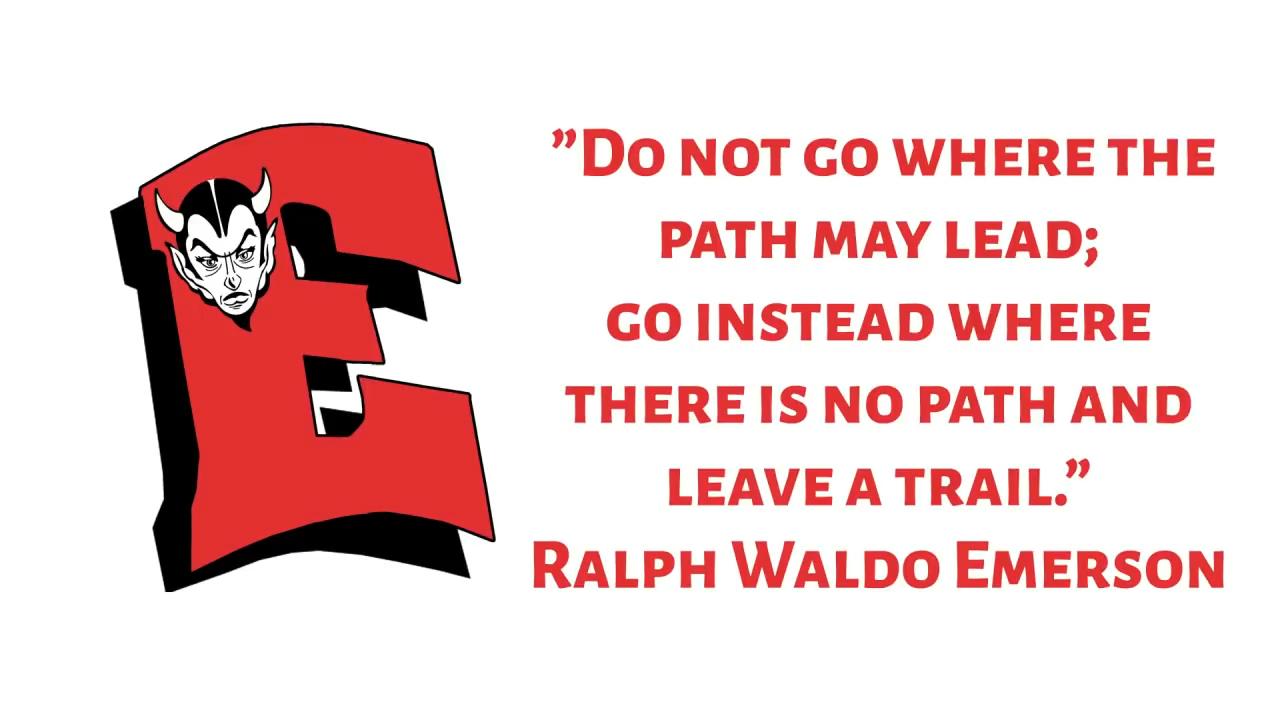 E
”Do not go where the
path may lead;
go instead where
there is no path and
leave a trail.”
Ralph Waldo Emerson